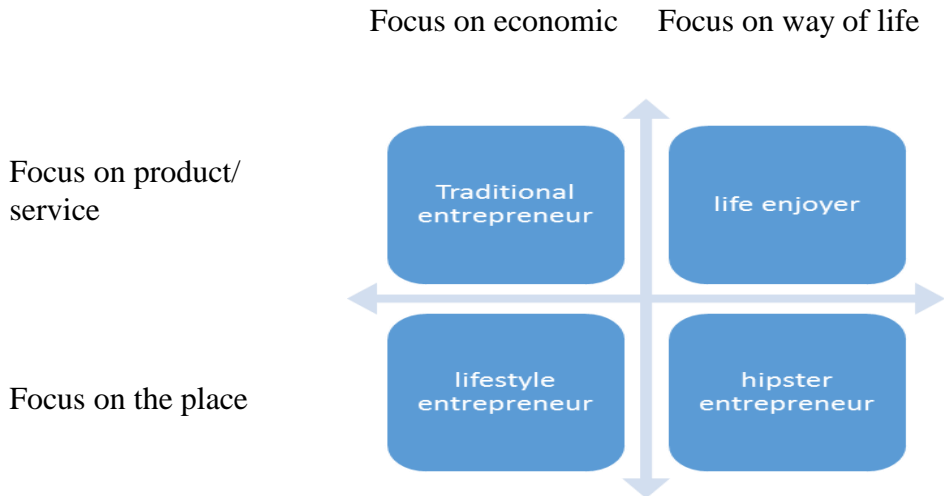 Focus on economic Focus on way of life
Focus on product/
service
Traditional
entrepreneur
life enjoyer
Focus on the place
lifestyle
entrepreneur
hipster
entrepreneur